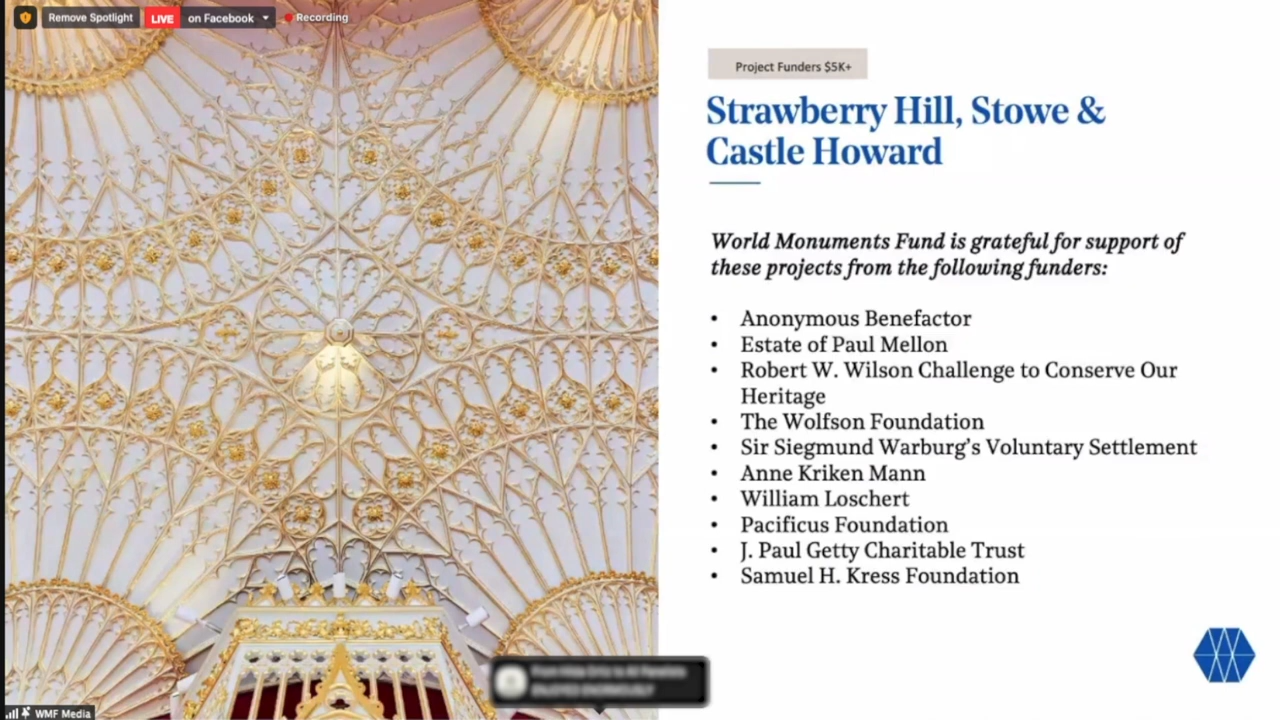 Remove Spotlight
LIVE on Facebook
Recording
Project Funders $5K+
Strawberry Hill, Stowe &
Castle Howard
World Monuments Fund is grateful for support of
these projects from the following funders:
• Anonymous Benefactor
• Estate of Paul Mellon
• Robert W. Wilson Challenge to Conserve Our
Heritage
• The Wolfson Foundation
• Sir Siegmund Warburg's Voluntary Settlement
• Anne Kriken Mann
• William Loschert
• Pacificus Foundation
• J. Paul Getty Charitable Trust
• Samuel H. Kress Foundation
WMF Media